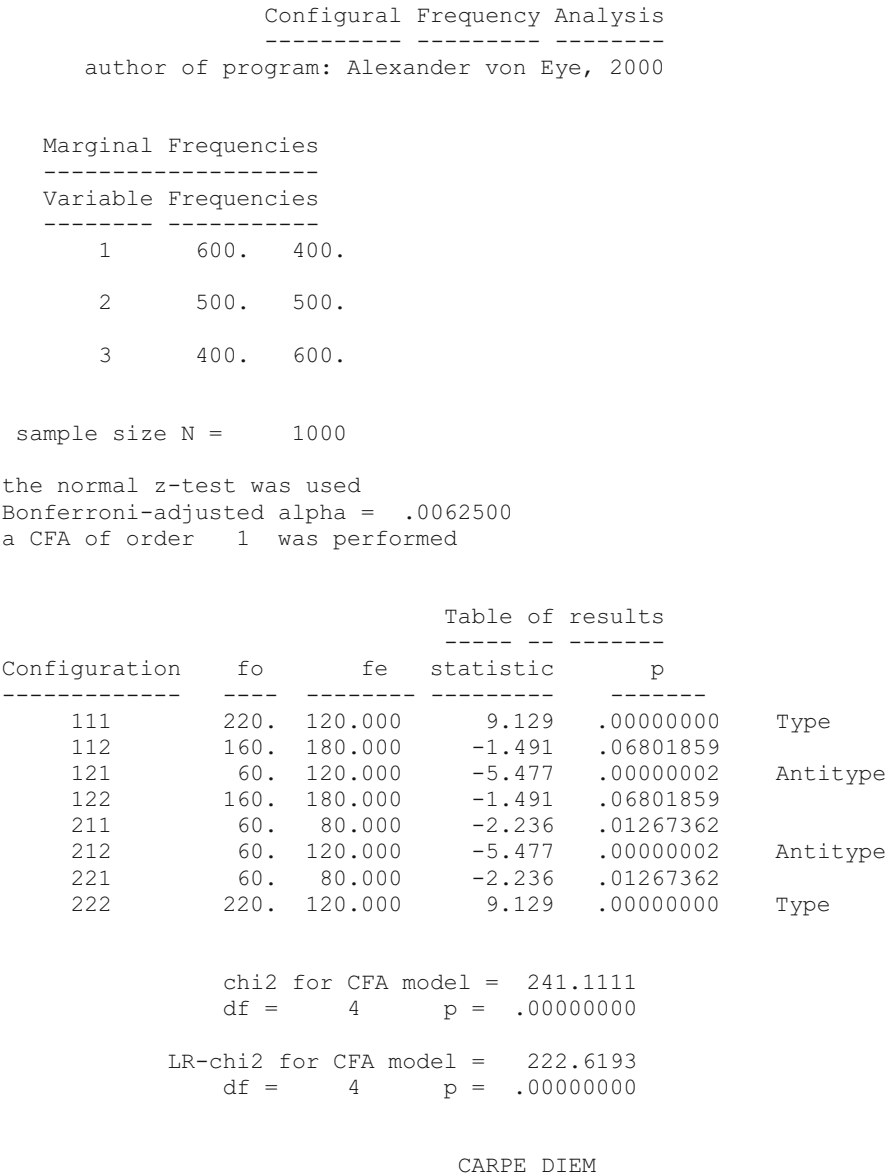 Configural Frequency Analysis
---------- --------- --------
author of program: Alexander von Eye, 2000
Marginal Frequencies
--------------------
Variable Frequencies
-------- -----------
1 600. 400.
2 500. 500.
3 400. 600.
sample size N = 1000
the normal z-test was used
Bonferroni-adjusted alpha = .0062500
a CFA of order 1 was performed
Table of results
----- -- -------
Configuration fo fe statistic p
------------- ---- -------- --------- -------
111 220. 120.000 9.129 .00000000 Type
112 160. 180.000 -1.491 .06801859
121 60. 120.000 -5.477 .00000002 Antitype
122 160. 180.000 -1.491 .06801859
211 60. 80.000 -2.236 .01267362
212 60. 120.000 -5.477 .00000002 Antitype
221 60. 80.000 -2.236 .01267362
222 220. 120.000 9.129 .00000000 Type
chi2 for CFA model = 241.1111
df = 4 p = .00000000
LR-chi2 for CFA model = 222.6193
df = 4 p = .00000000
CARPE DIEM